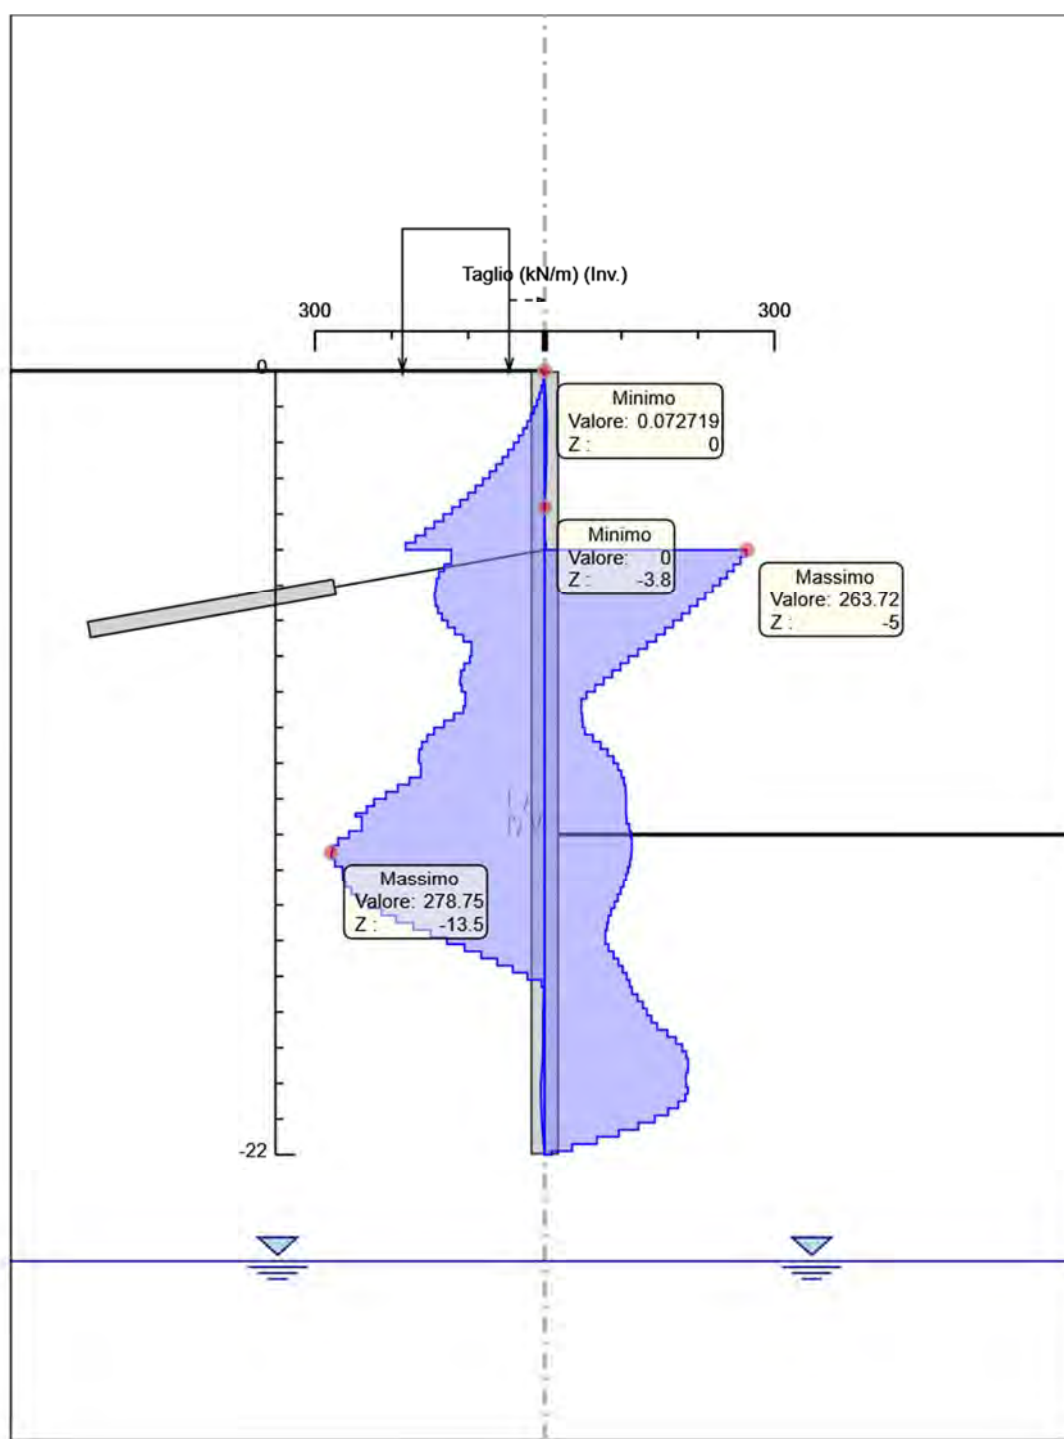 Taglio (kN/m) (Inv.)
300
300
0
Minimo
Valore: 0.072719
Z : 0
Minimo
Valore: 0
Z : -3.8
Massimo
Valore: 263.72
Z : -5
Massimo
Valore: 278.75
Z : -13.5
-22